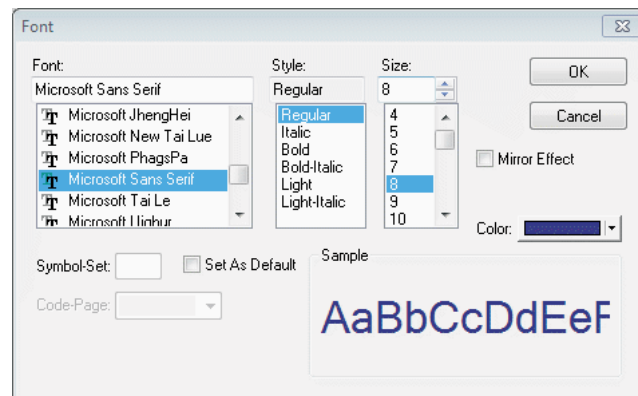 Font
Font:
Microsoft Sans Serif
Microsoft JhengHei
Microsoft New Tai Lue
Microsoft PhagsPa
Microsoft Sans Serif
Microsoft Tai Le
Microsoft Uighur
Style:
Regular
Regular
Italic
Bold
Bold-Italic
Light
Light-Italic
Size:
8
4
5
6
7
8
9
10
OK
Cancel
Mirror Effect
Color:
Symbol-Set:
Set As Default
Code-Page:
Sample
AaBbCcDdEeF